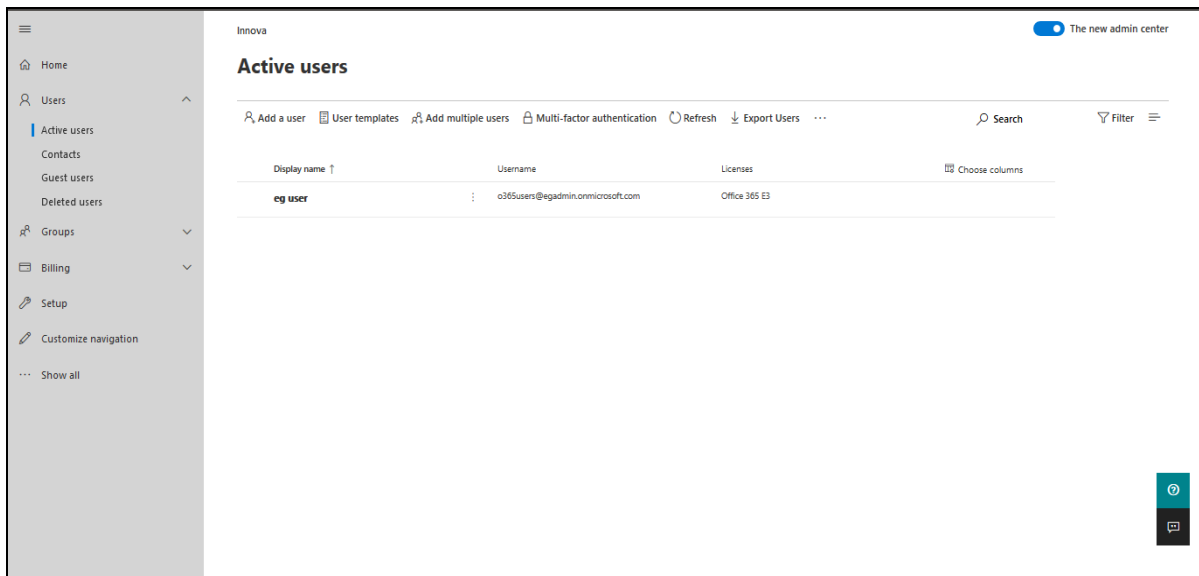 Innova
The new admin center
Home
Users
Active users
Contacts
Guest users
Deleted users
Groups
Billing
Setup
Customize navigation
Show all
Active users
Add a user User templates Add multiple users Multi-factor authentication Refresh Export Users Search Filter
Display name ↑ Username Licenses Choose columns
eg user o365users@egadmin.onmicrosoft.com Office 365 E3